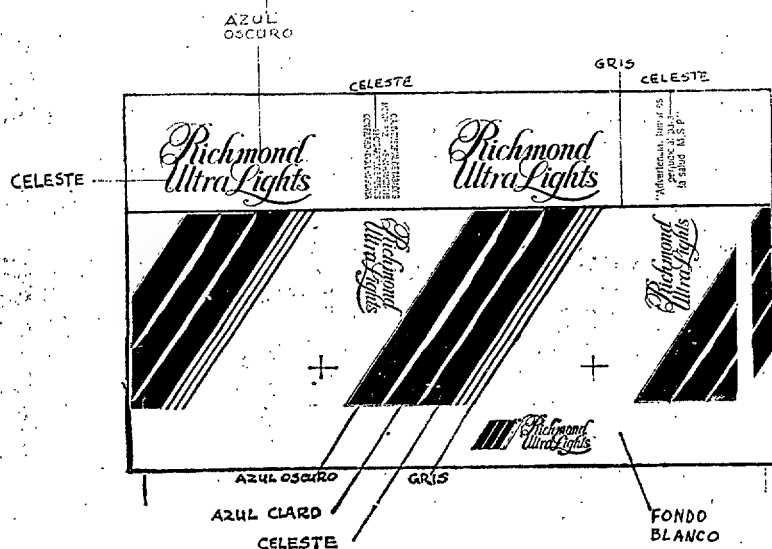 AZUL
OSCURO
CELESTE
GRIS
CELESTE
Richmond
Ultra Lights
Richmond
Ultra Lights
"Advertencia: fumar es
perjudicial para
la salud M.S.P"
CELESTE
Richmond
Ultra Lights
Richmond
Ultra Lights
Richmond
Ultra Lights
AZUL OSCURO
GRIS
AZUL CLARO
CELESTE
FONDO
BLANCO